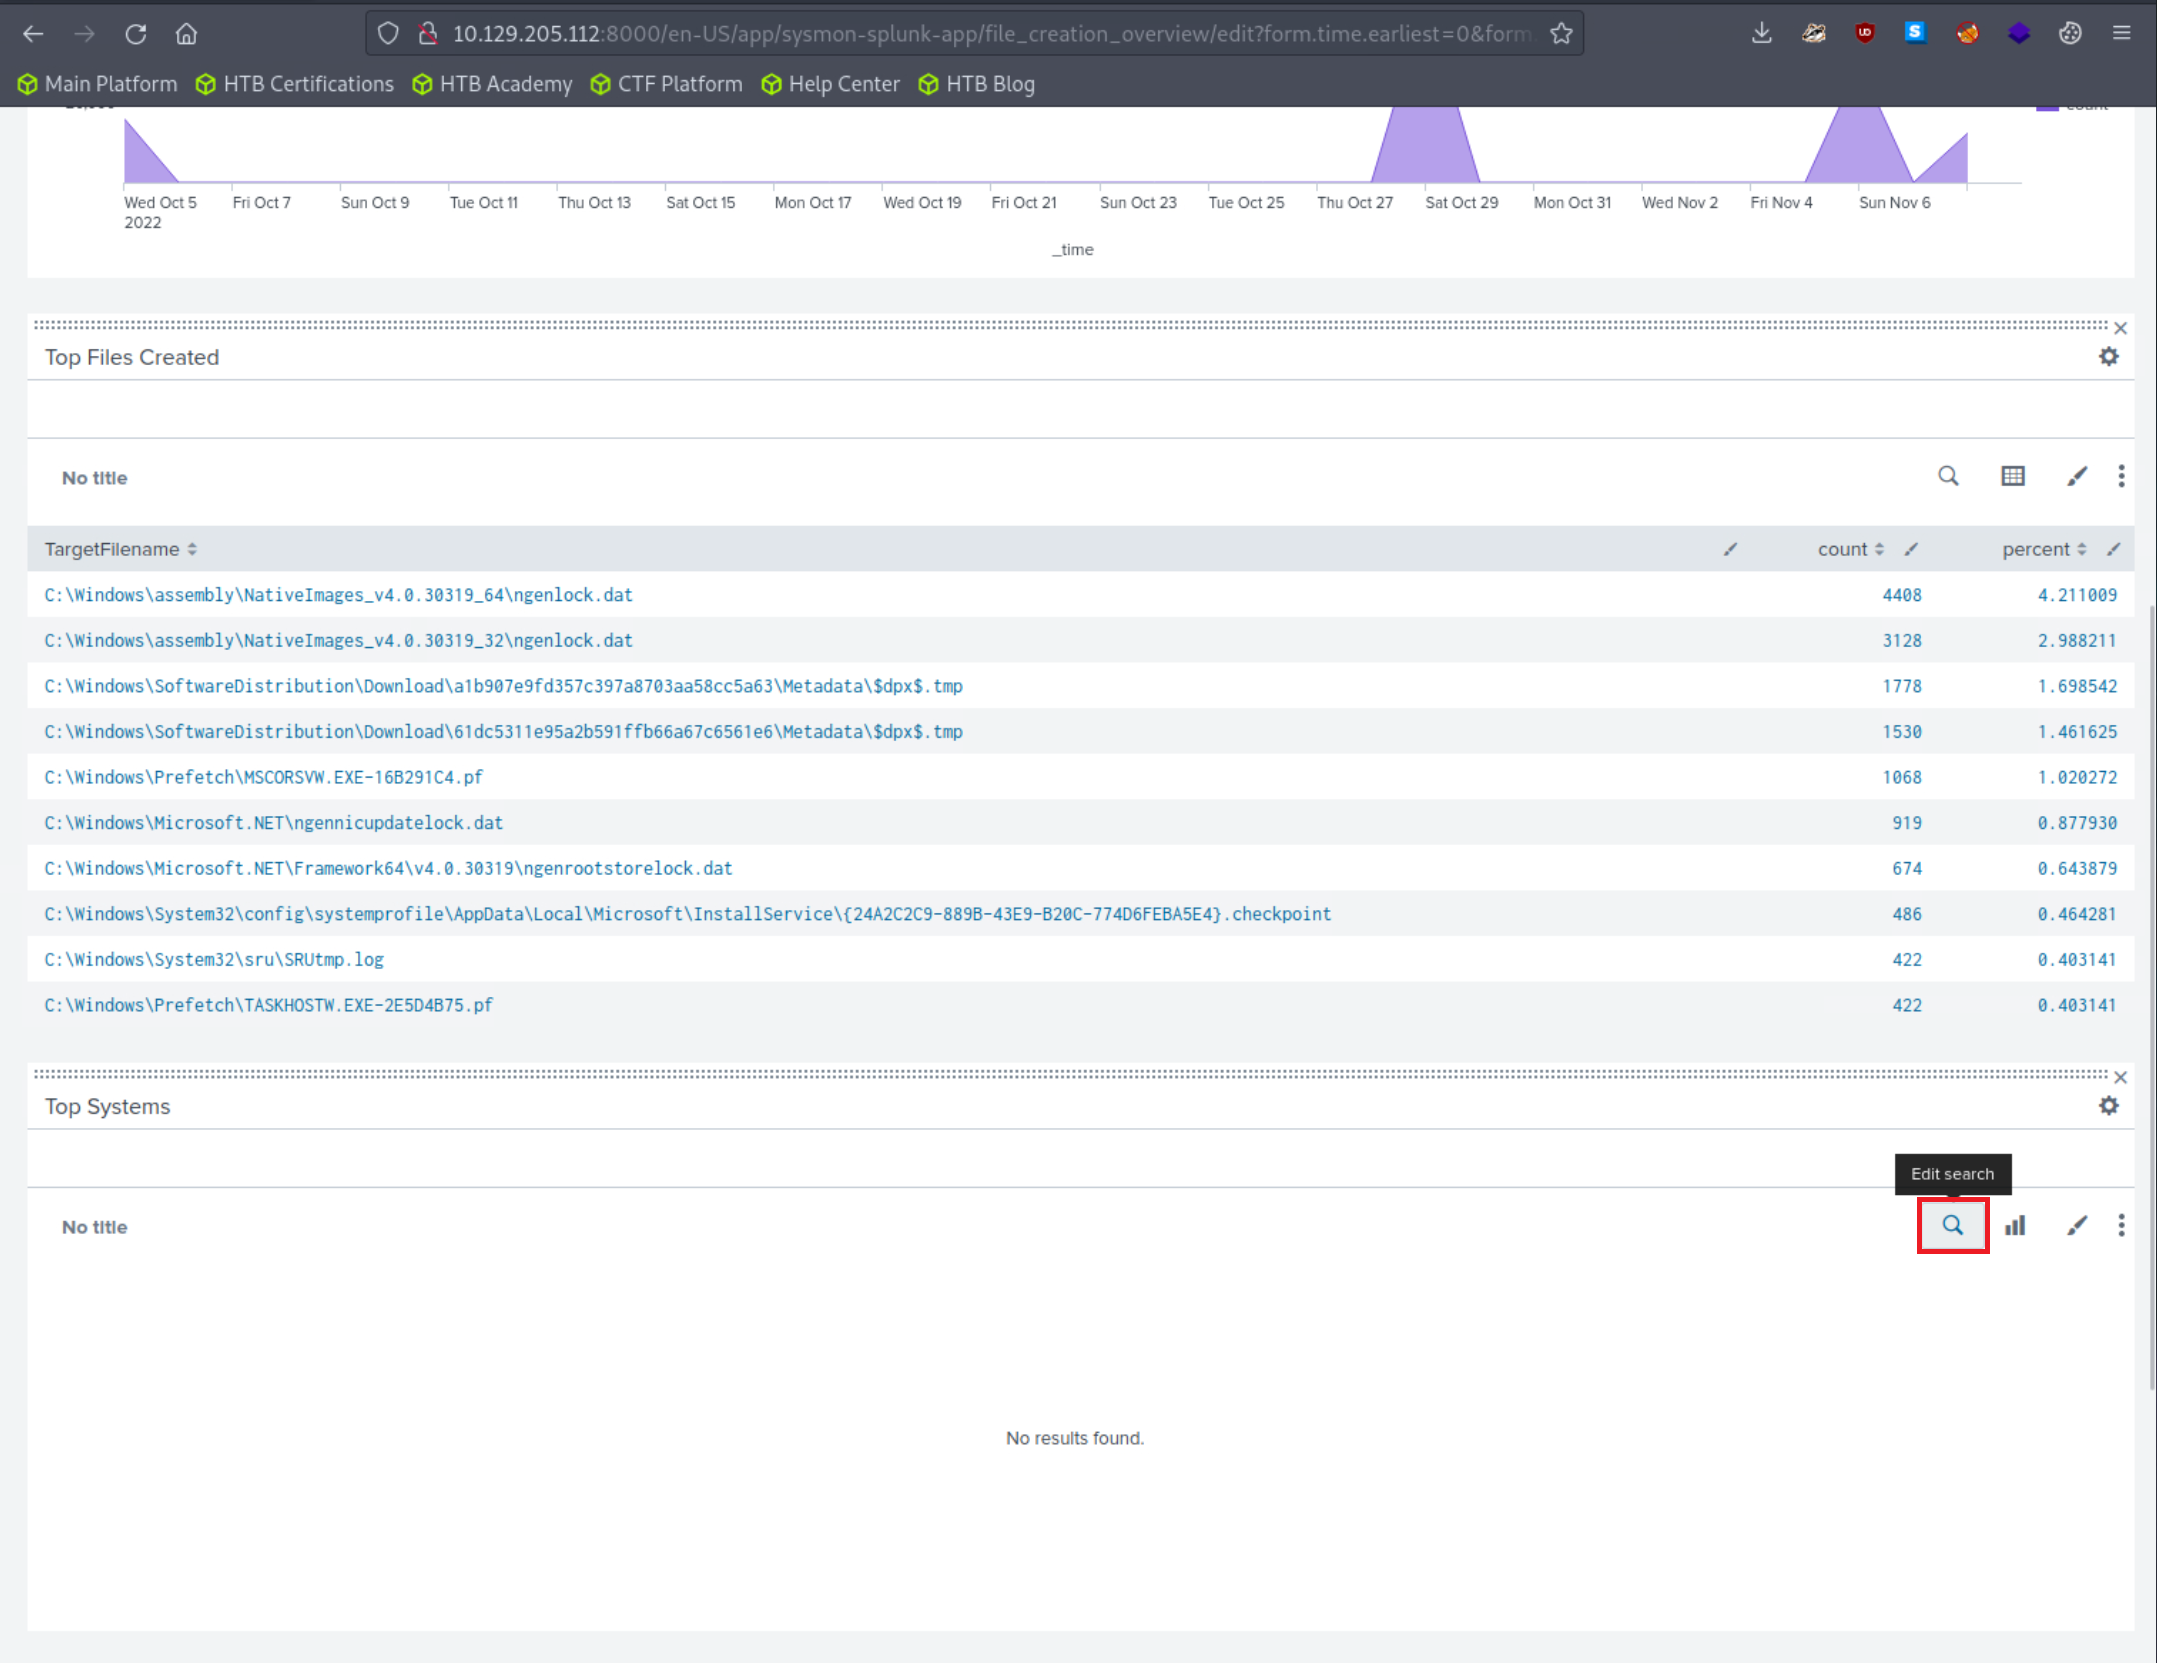 10.129.205.112:8000/en-US/app/sysmon-splunk-app/file_creation_overview/edit?form.time.earliest=0&form
Main Platform HTB Certifications HTB Academy CTF Platform Help Center HTB Blog
count
Wed Oct 5 Fri Oct 7 Sun Oct 9 Tue Oct 11 Thu Oct 13 Sat Oct 15 Mon Oct 17 Wed Oct 19 Fri Oct 21 Sun Oct 23 Tue Oct 25 Thu Oct 27 Sat Oct 29 Mon Oct 31 Wed Nov 2 Fri Nov 4 Sun Nov 6
2022
_time
Top Files Created
No title
TargetFilename count percent
C:\Windows\assembly\NativeImages_v4.0.30319_64\ngenlock.dat 4408 4.211009
C:\Windows\assembly\NativeImages_v4.0.30319_32\ngenlock.dat 3128 2.988211
C:\Windows\SoftwareDistribution\Download\a1b907e9fd357c397a8703aa58cc5a63\Metadata\$dpx$.tmp 1778 1.698542
C:\Windows\SoftwareDistribution\Download\61dc5311e95a2b591ffb66a67c6561e6\Metadata\$dpx$.tmp 1530 1.461625
C:\Windows\Prefetch\MSCORSVW.EXE-16B291C4.pf 1068 1.020272
C:\Windows\Microsoft.NET\ngennicupdatelock.dat 919 0.877930
C:\Windows\Microsoft.NET\Framework64\v4.0.30319\ngenrootstorelock.dat 674 0.643879
C:\Windows\System32\config\systemprofile\AppData\Local\Microsoft\InstallService\{24A2C2C9-889B-43E9-B20C-774D6FEBA5E4}.checkpoint 486 0.464281
C:\Windows\System32\sru\SRUtmp.log 422 0.403141
C:\Windows\Prefetch\TASKHOSTW.EXE-2E5D4B75.pf 422 0.403141
Top Systems
Edit search
No title
No results found.